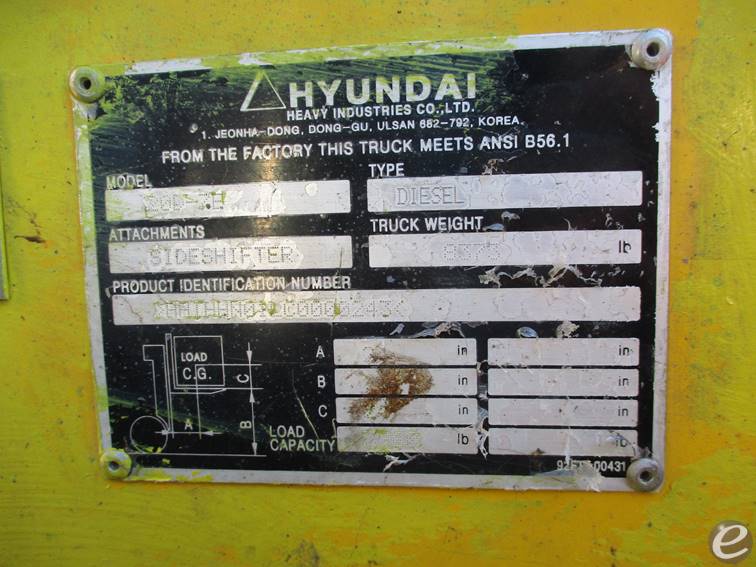 HYUNDAI
HEAVY INDUSTRIES CO.,LTD.
1. JEONHA-DONG, DONG-GU, ULSAN 682-792, KOREA.
FROM THE FACTORY THIS TRUCK MEETS ANSI B56.1
MODEL TYPE
DIESEL
ATTACHMENTS TRUCK WEIGHT
SIDESHIFTER 8375 lb
PRODUCT IDENTIFICATION NUMBER
LOAD A in in
C.G. C B in in
A B C in in
LOAD
CAPACITY lb lb
e